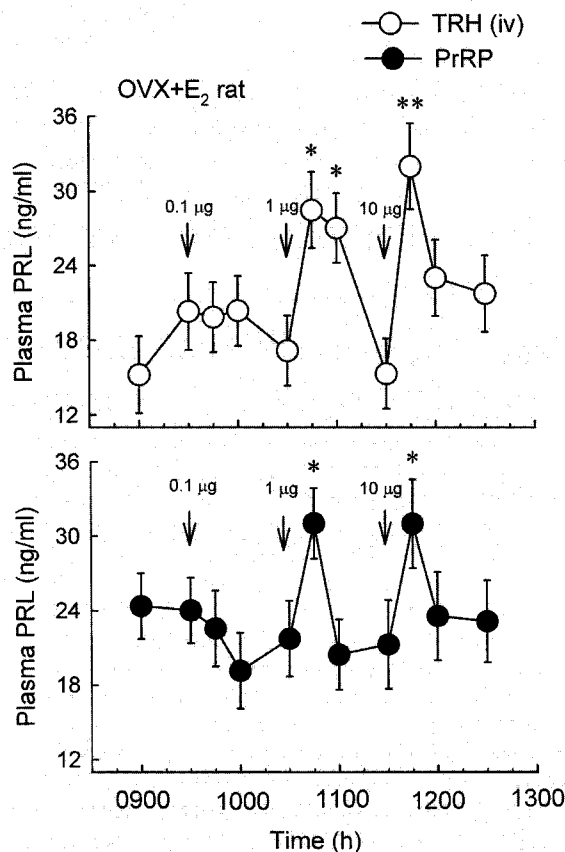 TRH (iv)
PrRP
OVX+E₂ rat
36
30
24
18
12
Plasma PRL (ng/ml)
0.1 μg
1 μg
10 μg
*
*
**
36
30
24
18
12
Plasma PRL (ng/ml)
0.1 μg
1 μg
10 μg
*
*
0900 1000 1100 1200 1300
Time (h)